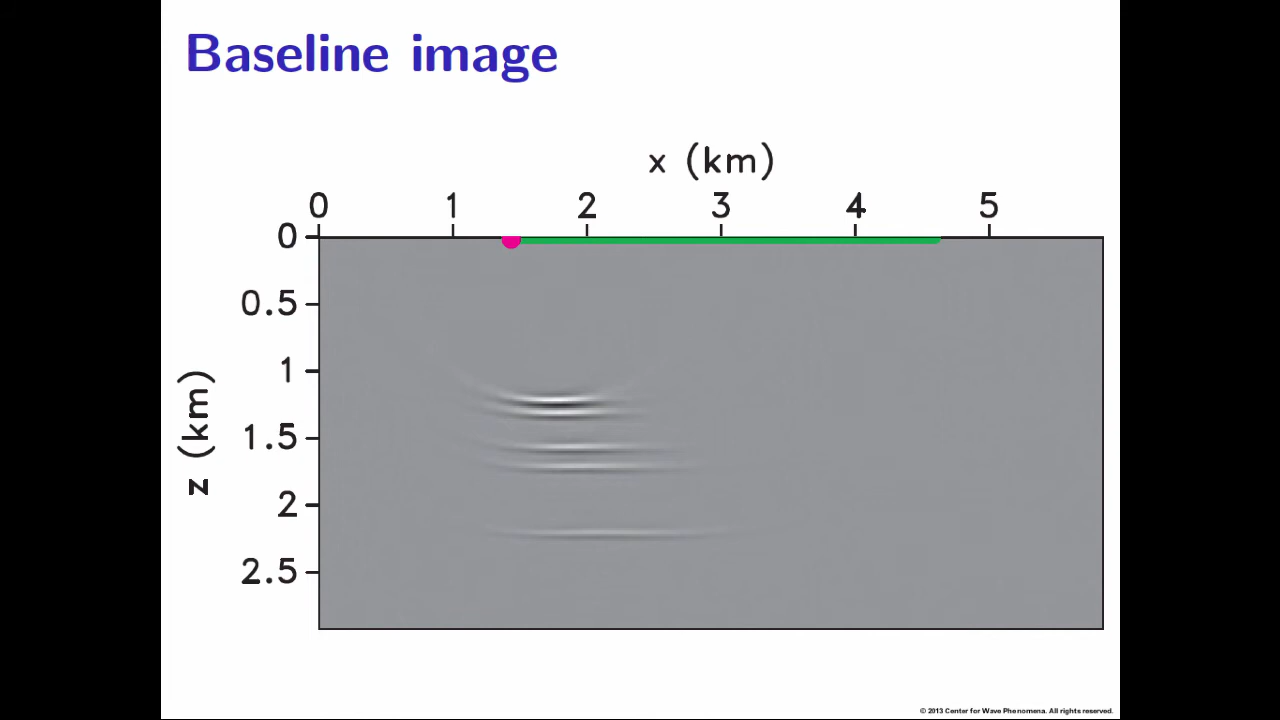 Baseline image
x (km)
0 1 2 3 4 5
0
0.5
1
1.5
2
2.5
z (km)
© 2013 Center for Wave Phenomena. All rights reserved.